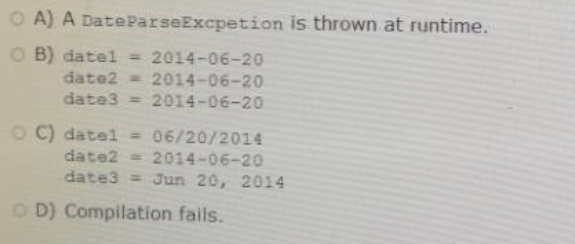 A) A DateParseExcpetion is thrown at runtime.
B) date1 = 2014-06-20
date2 = 2014-06-20
date3 = 2014-06-20
C) date1 = 06/20/2014
date2 = 2014-06-20
date3 = Jun 20, 2014
D) Compilation fails.